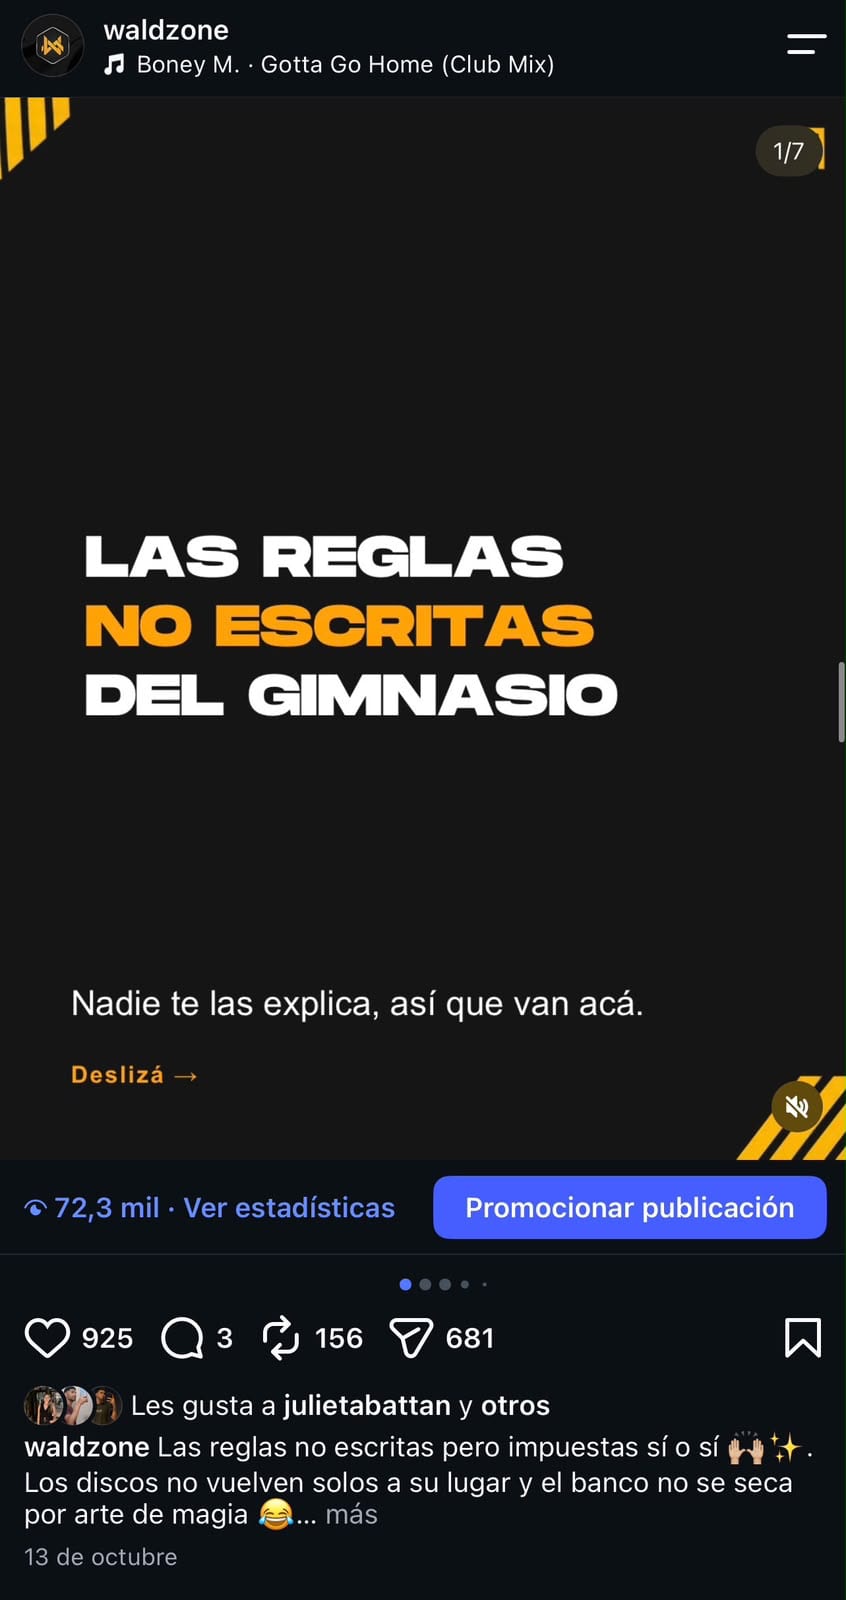 waldzone
Boney M. · Gotta Go Home (Club Mix)
1/7
LAS REGLAS
NO ESCRITAS
DEL GIMNASIO
Nadie te las explica, así que van acá.
Deslizá →
72,3 mil · Ver estadísticas
Promocionar publicación
925 3 156 681
Les gusta a julietabattan y otros
waldzone Las reglas no escritas pero impuestas sí o sí 🙌🏼✨.
Los discos no vuelven solos a su lugar y el banco no se seca
por arte de magia 😂... más
13 de octubre